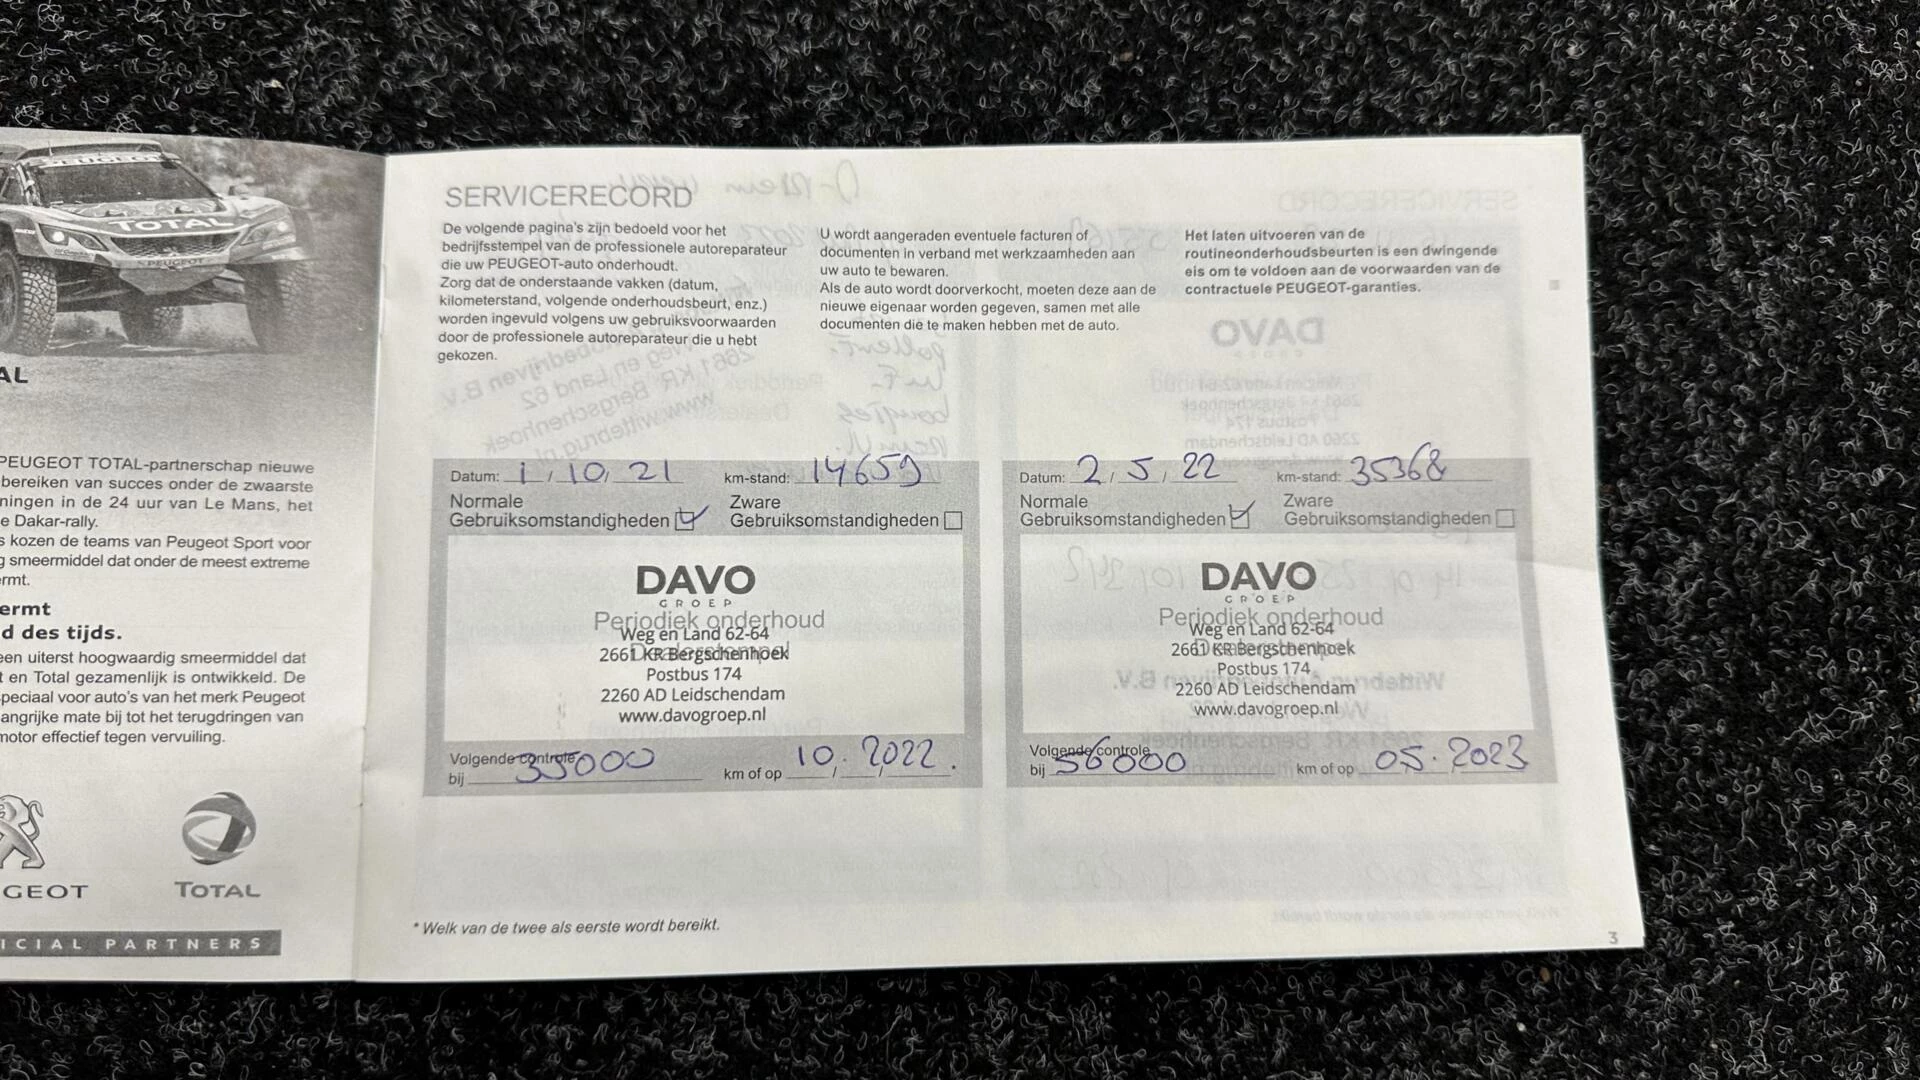 PEUGEOT
TOTAL
PEUGEOT
AL
PEUGEOT TOTAL-partnerschap nieuwe
bereiken van succes onder de zwaarste
ningen in de 24 uur van Le Mans, het
e Dakar-rally.
s kozen de teams van Peugeot Sport voor
g smeermiddel dat onder de meest extreme
ermt.
ermt
d des tijds.
een uiterst hoogwaardig smeermiddel dat
t en Total gezamenlijk is ontwikkeld. De
speciaal voor auto's van het merk Peugeot
angrijke mate bij tot het terugdringen van
motor effectief tegen vervuiling.
GEOT
TOTAL
ICIAL PARTNERS
SERVICERECORD
De volgende pagina's zijn bedoeld voor het
bedrijfsstempel van de professionele autoreparateur
die uw PEUGEOT-auto onderhoudt.
Zorg dat de onderstaande vakken (datum,
kilometerstand, volgende onderhoudsbeurt, enz.)
worden ingevuld volgens uw gebruiksvoorwaarden
door de professionele autoreparateur die u hebt
gekozen.
U wordt aangeraden eventuele facturen of
documenten in verband met werkzaamheden aan
uw auto te bewaren.
Als de auto wordt doorverkocht, moeten deze aan de
nieuwe eigenaar worden gegeven, samen met alle
documenten die te maken hebben met de auto.
Het laten uitvoeren van de
routineonderhoudsbeurten is een dwingende
eis om te voldoen aan de voorwaarden van de
contractuele PEUGEOT-garanties.
Datum: 1 / 10 / 21 km-stand: 14659
Normale Zware
Gebruiksomstandigheden Gebruiksomstandigheden
DAVO
GROEP
Periodiek onderhoud
Weg en Land 62-64
2661 KR Bergschenhoek
Postbus 174
2260 AD Leidschendam
www.davogroep.nl
Volgende controle
bij 35000 km of op 10. 2022.
Datum: 2 / 5 / 22 km-stand: 35368
Normale Zware
Gebruiksomstandigheden Gebruiksomstandigheden
DAVO
GROEP
Periodiek onderhoud
Weg en Land 62-64
2661 KR Bergschenhoek
Postbus 174
2260 AD Leidschendam
www.davogroep.nl
Volgende controle
bij 56000 km of op 05. 2023
* Welk van de twee als eerste wordt bereikt.
3